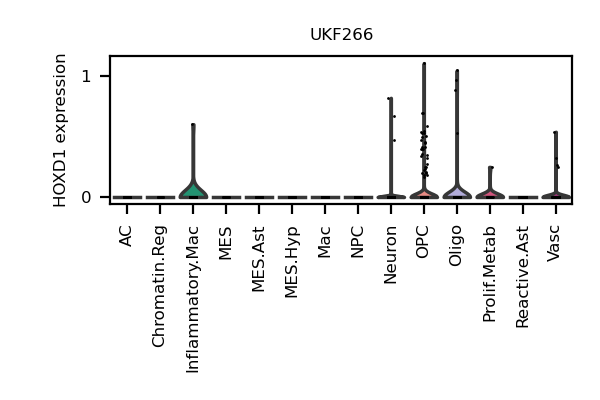 UKF266
HOXD1 expression
1
0
AC
Chromatin.Reg
Inflammatory.Mac
MES
MES.Ast
MES.Hyp
Mac
NPC
Neuron
OPC
Oligo
Prolif.Metab
Reactive.Ast
Vasc